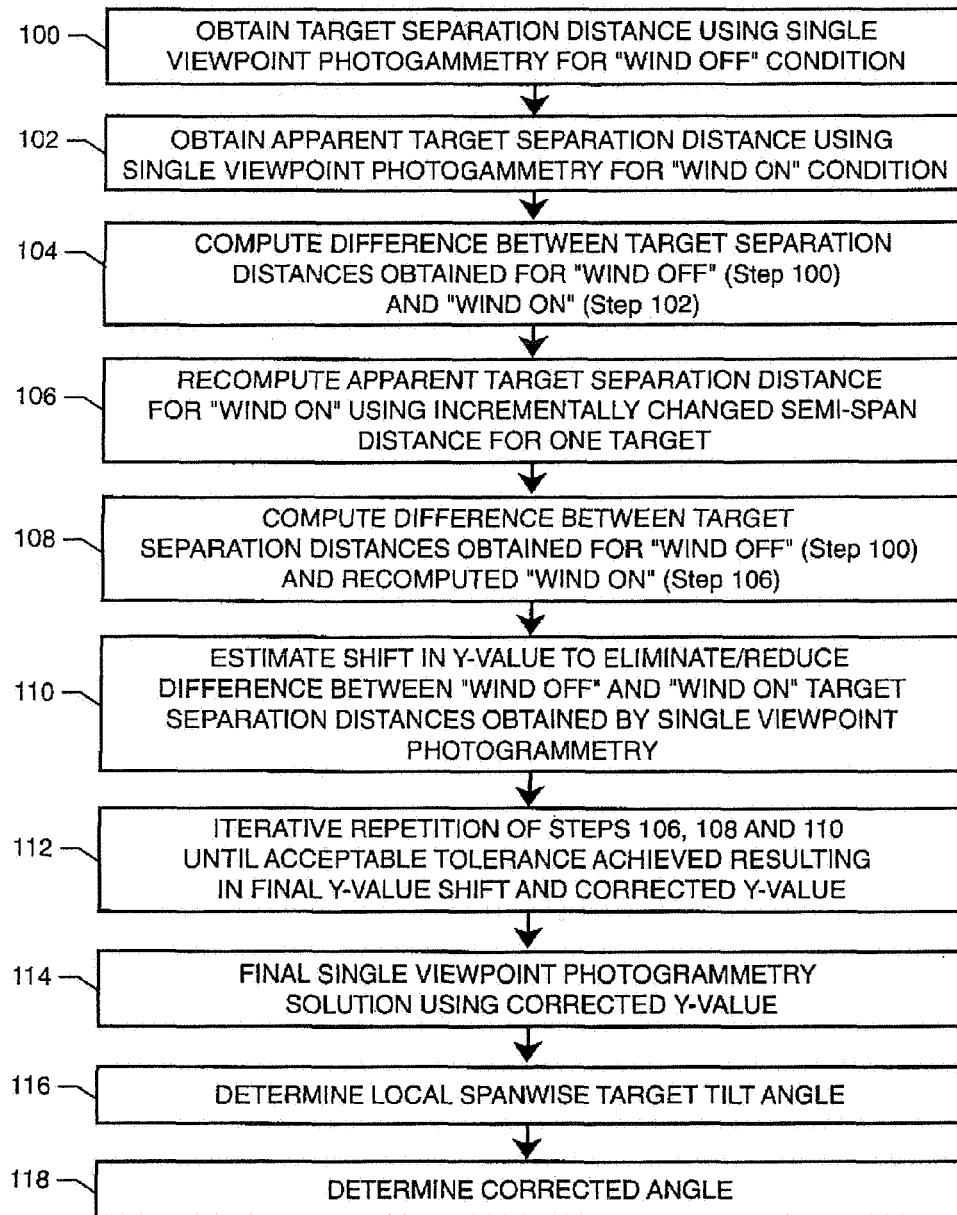 100
OBTAIN TARGET SEPARATION DISTANCE USING SINGLE
VIEWPOINT PHOTOGAMMETRY FOR "WIND OFF" CONDITION
102
OBTAIN APPARENT TARGET SEPARATION DISTANCE USING
SINGLE VIEWPOINT PHOTOGAMMETRY FOR "WIND ON" CONDITION
104
COMPUTE DIFFERENCE BETWEEN TARGET SEPARATION
DISTANCES OBTAINED FOR "WIND OFF" (Step 100)
AND "WIND ON" (Step 102)
106
RECOMPUTE APPARENT TARGET SEPARATION DISTANCE
FOR "WIND ON" USING INCREMENTALLY CHANGED SEMI-SPAN
DISTANCE FOR ONE TARGET
108
COMPUTE DIFFERENCE BETWEEN TARGET
SEPARATION DISTANCES OBTAINED FOR "WIND OFF" (Step 100)
AND RECOMPUTED "WIND ON" (Step 106)
110
ESTIMATE SHIFT IN Y-VALUE TO ELIMINATE/REDUCE
DIFFERENCE BETWEEN "WIND OFF" AND "WIND ON" TARGET
SEPARATION DISTANCES OBTAINED BY SINGLE VIEWPOINT
PHOTOGRAMMETRY
112
ITERATIVE REPETITION OF STEPS 106, 108 AND 110
UNTIL ACCEPTABLE TOLERANCE ACHIEVED RESULTING
IN FINAL Y-VALUE SHIFT AND CORRECTED Y-VALUE
114
FINAL SINGLE VIEWPOINT PHOTOGRAMMETRY
SOLUTION USING CORRECTED Y-VALUE
116
DETERMINE LOCAL SPANWISE TARGET TILT ANGLE
118
DETERMINE CORRECTED ANGLE